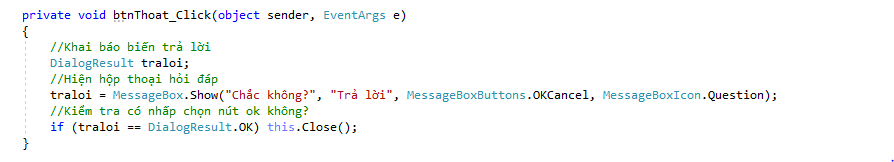 private void btnThoat_Click(object sender, EventArgs e)
{
//Khai báo biến trả lời
DialogResult traloi;
//Hiện hộp thoại hỏi đáp
traloi = MessageBox.Show("Chắc không?", "Trả lời", MessageBoxButtons.OKCancel, MessageBoxIcon.Question);
//Kiểm tra có nhấp chọn nút ok không?
if (traloi == DialogResult.OK) this.Close();
}